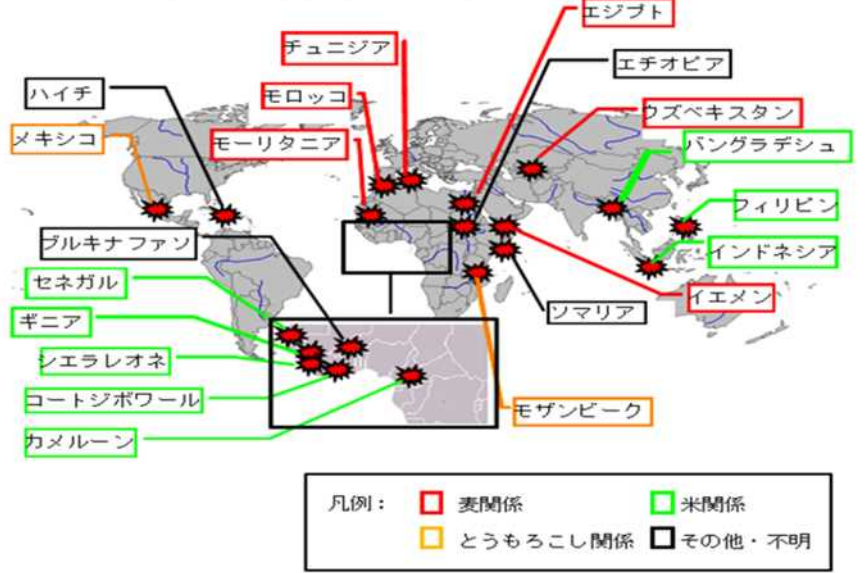 エジプト
チュニジア
エチオピア
ハイチ
モロッコ
ウズベキスタン
メキシコ
モーリタニア
バングラデシュ
フィリピン
ブルキナファソ
インドネシア
セネガル
イエメン
ソマリア
ギニア
シエラレオネ
コートジボワール
モザンビーク
カメルーン
凡例：
麦関係
米関係
とうもろこし関係
その他・不明